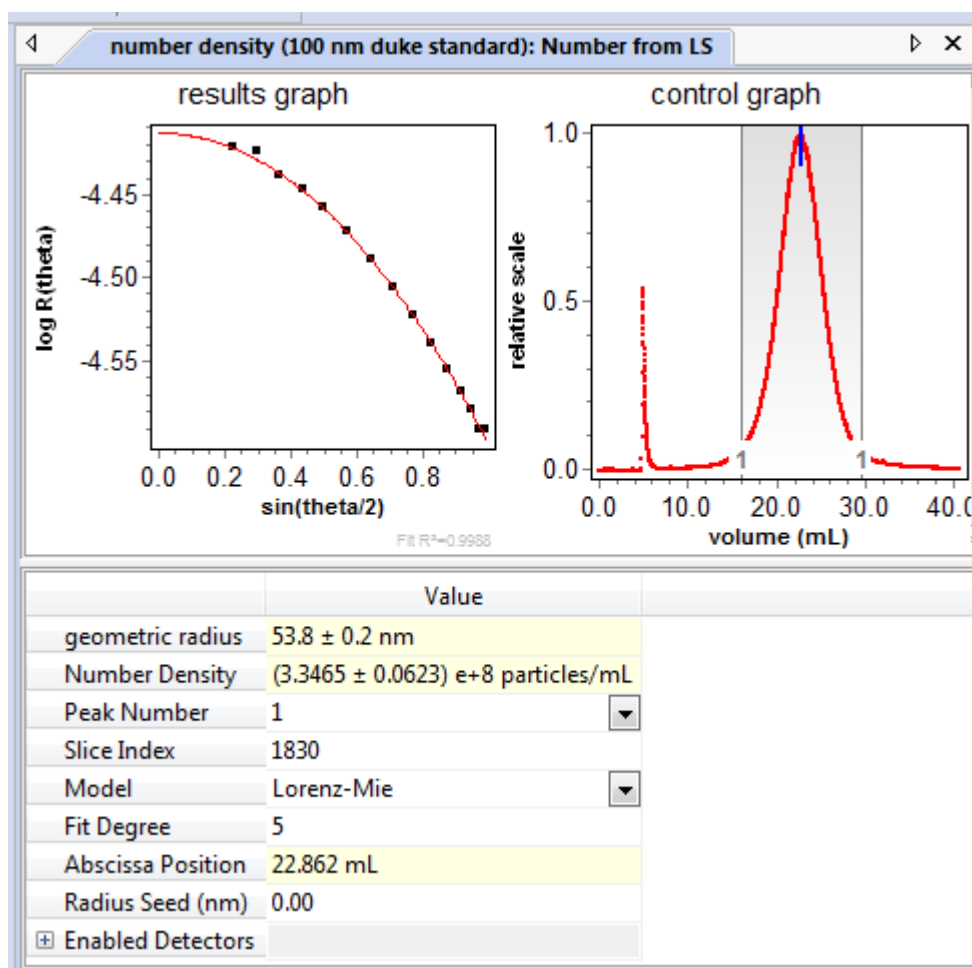 number density (100 nm duke standard): Number from LS
results graph
control graph
log R(theta)
-4.45
-4.50
-4.55
0.0 0.2 0.4 0.6 0.8
sin(theta/2)
Fit R²=0.9988
relative scale
1.0
0.5
0.0
1 1
0.0 10.0 20.0 30.0 40.0
volume (mL)
Value
geometric radius 53.8 ± 0.2 nm
Number Density (3.3465 ± 0.0623) e+8 particles/mL
Peak Number 1
Slice Index 1830
Model Lorenz-Mie
Fit Degree 5
Abscissa Position 22.862 mL
Radius Seed (nm) 0.00
Enabled Detectors